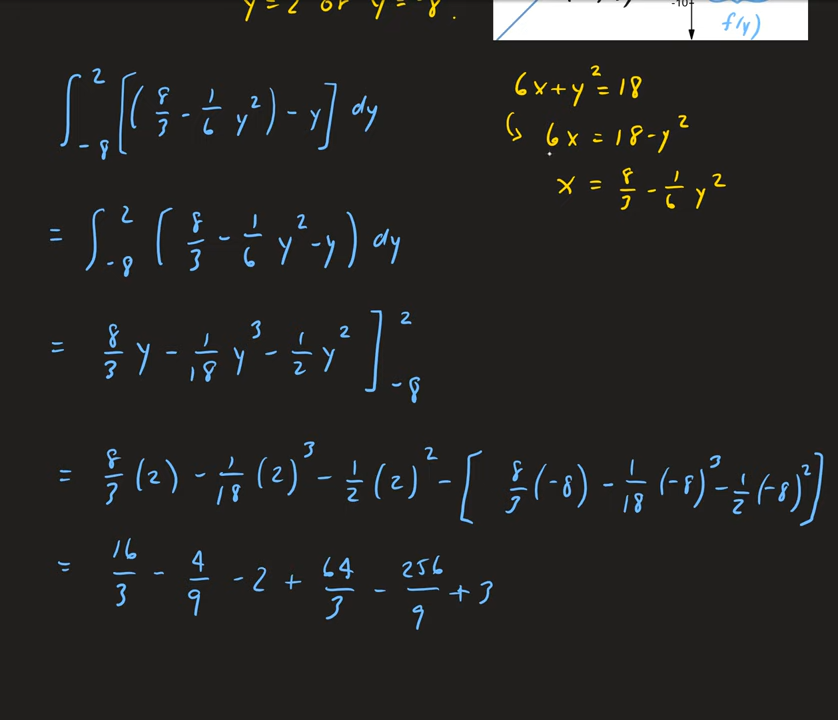 y = 2 or y = -8.
-10
f(y)
∫_{-8}^{2} [(8/3 - 1/6 y²) - y] dy
6x + y² = 18
↳ 6x = 18 - y²
x = 8/3 - 1/6 y²
= ∫_{-8}^{2} (8/3 - 1/6 y² - y) dy
= 8/3 y - 1/18 y³ - 1/2 y² ]_{-8}^{2}
= 8/3 (2) - 1/18 (2)³ - 1/2 (2)² - [ 8/3 (-8) - 1/18 (-8)³ - 1/2 (-8)² ]
= 16/3 - 4/9 - 2 + 64/3 - 256/9 + 3